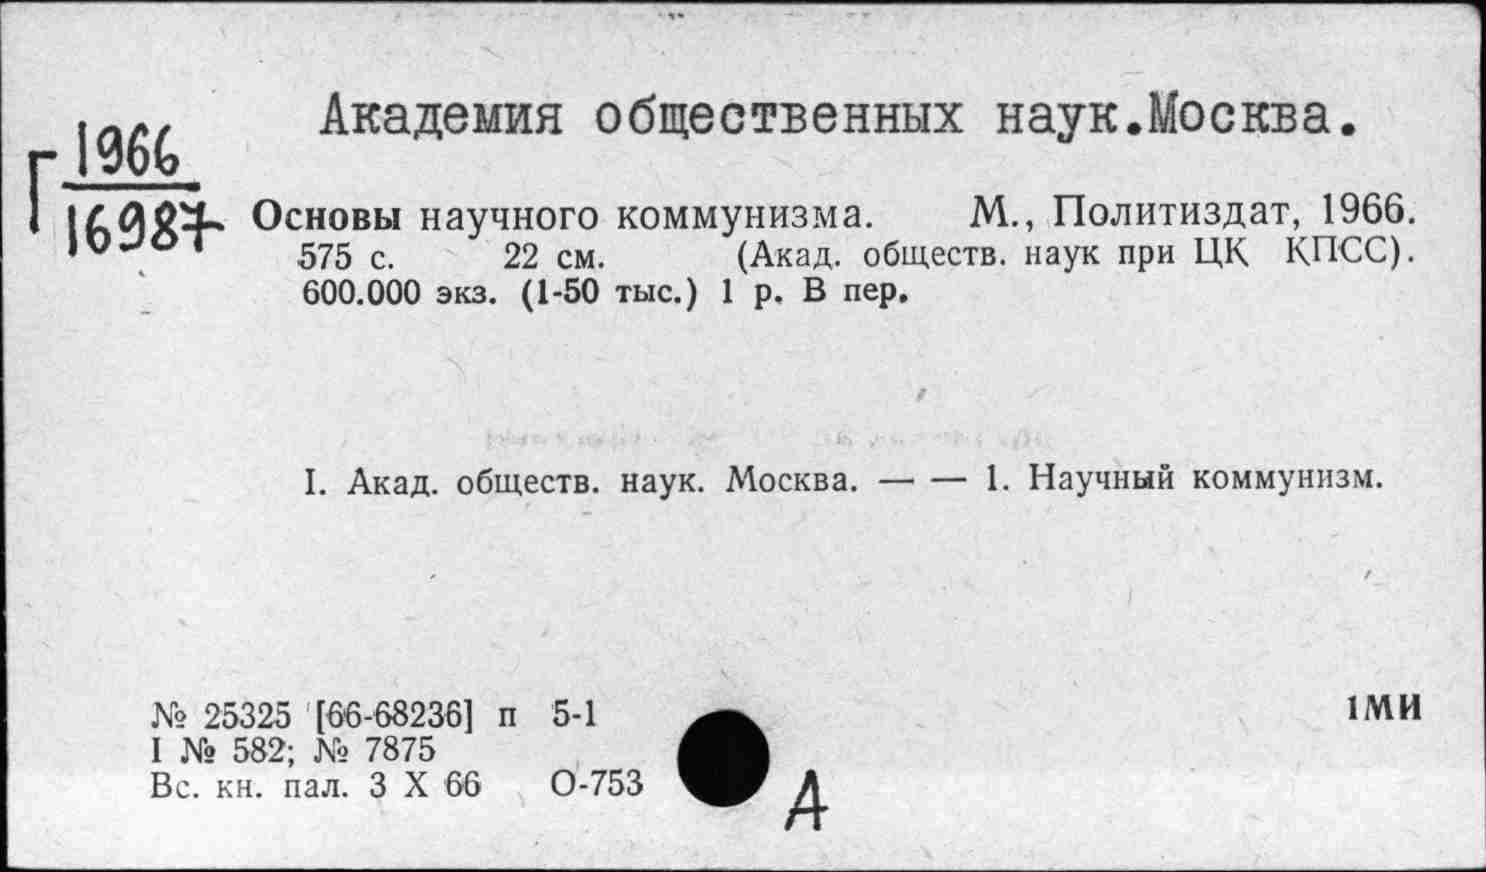 Академия общественных наук.Москва.
Г 1966
16987
Основы научного коммунизма. М., Политиздат, 1966.
575 с. 22 см. (Акад. обществ. наук при ЦК КПСС).
600.000 экз. (1-50 тыс.) 1 р. В пер.
I. Акад. обществ. наук. Москва. — — 1. Научный коммунизм.
№ 25325 [66-68236] п 5-1
1МИ
I № 582; № 7875
Вс. кн. пал. 3 X 66 О-753
Д